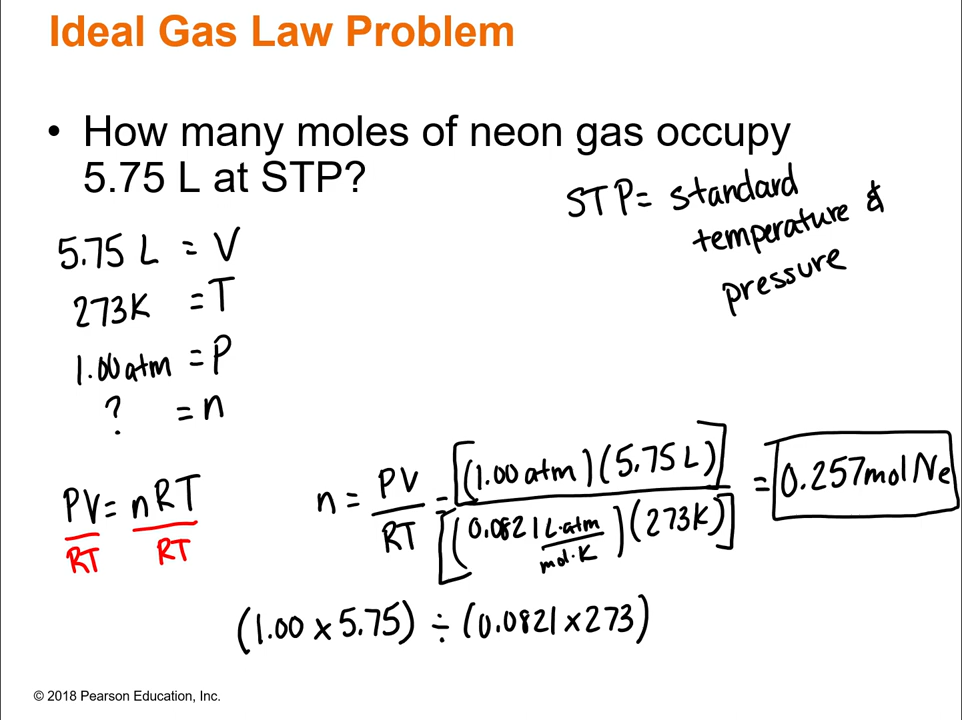 Ideal Gas Law Problem
• How many moles of neon gas occupy
5.75 L at STP?
STP = standard
temperature &
pressure
5.75 L = V
273K = T
1.00 atm = P
? = n
PV = nRT
RT RT
n = PV/RT = [(1.00 atm)(5.75 L)] / [(0.0821 L·atm/mol·K)(273K)] = 0.257 mol Ne
(1.00 x 5.75) ÷ (0.0821 x 273)
© 2018 Pearson Education, Inc.